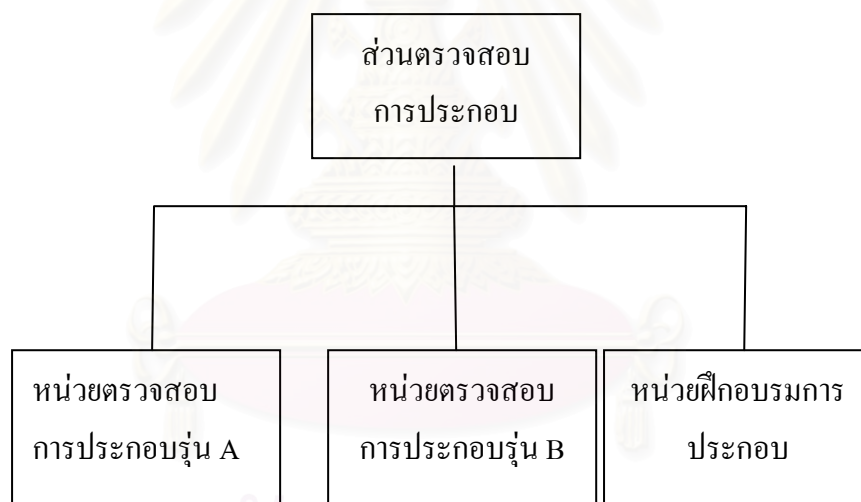 ส่วนตรวจสอบ
การประกอบ
หน่วยตรวจสอบ
การประกอบรุ่น A
หน่วยตรวจสอบ
การประกอบรุ่น B
หน่วยฝึกอบรมการ
ประกอบ